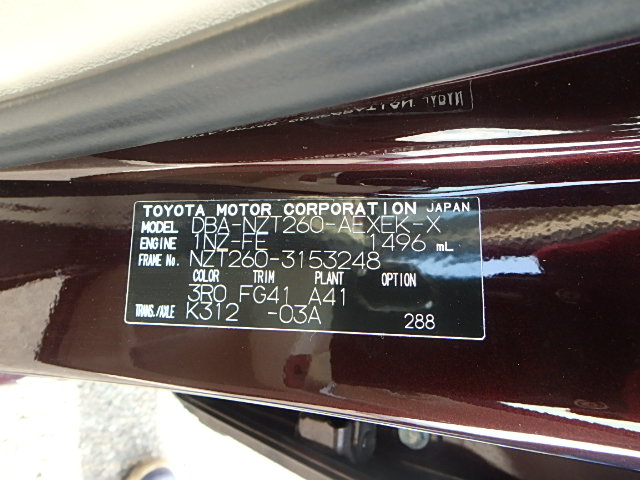 TOYOTA MOTOR CORPORATION JAPAN
MODEL DBA-NZT260-AEXEK-X
ENGINE 1NZ-FE 1496 mL
FRAME No. NZT260-3153248
COLOR TRIM PLANT OPTION
3R0 FG41 A41
TRANS./AXLE K312 -03A
288